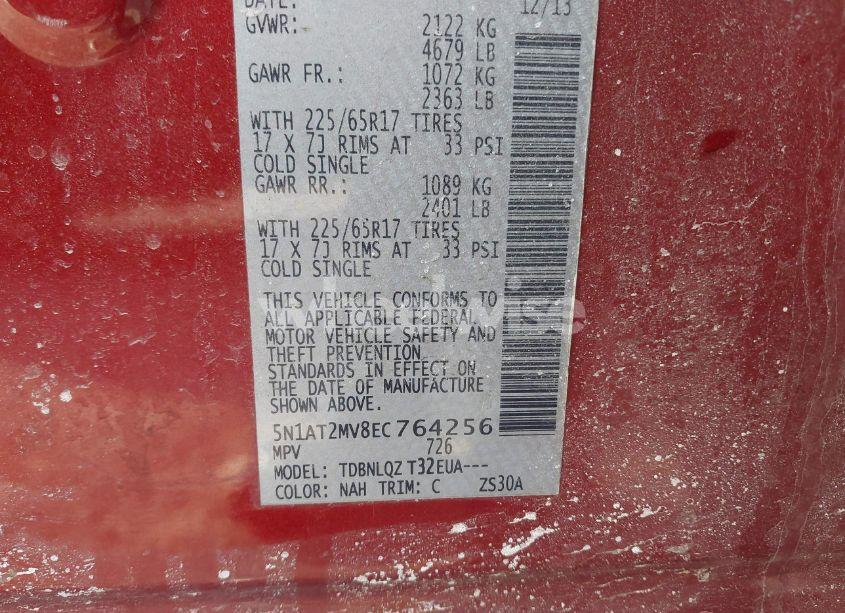 DATE: 12/13
GVWR: 2122 KG
4679 LB
GAWR FR.: 1072 KG
2363 LB
WITH 225/65R17 TIRES
17 X 7J RIMS AT 33 PSI
COLD SINGLE
GAWR RR.: 1089 KG
2401 LB
WITH 225/65R17 TIRES
17 X 7J RIMS AT 33 PSI
COLD SINGLE
THIS VEHICLE CONFORMS TO
ALL APPLICABLE FEDERAL
MOTOR VEHICLE SAFETY AND
THEFT PREVENTION
STANDARDS IN EFFECT ON
THE DATE OF MANUFACTURE
SHOWN ABOVE.
5N1AT2MV8EC764256
MPV 726
MODEL: TDBNLQZ T32EUA---
COLOR: NAH TRIM: C ZS30A